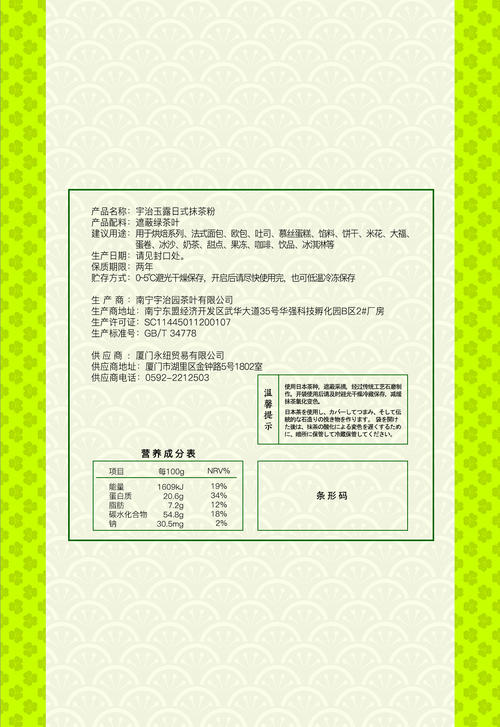 产品名称：宇治玉露日式抹茶粉
产品配料：遮蔽绿茶叶
建议用途：用于烘焙系列、法式面包、欧包、吐司、慕丝蛋糕、馅料、饼干、米花、大福、
蛋卷、冰沙、奶茶、甜点、果冻、咖啡、饮品、冰淇淋等
生产日期：请见封口处。
保质期限：两年
贮存方式：0-5℃避光干燥保存，开启后请尽快使用完，也可低温冷冻保存
生 产 商：南宁宇治园茶叶有限公司
生产商地址：南宁东盟经济开发区武华大道35号华强科技孵化园B区2#厂房
生产许可证：SC11445011200107
生产标准号：GB/T 34778
供 应 商：厦门永纽贸易有限公司
供应商地址：厦门市湖里区金钟路5号1802室
供应商电话：0592-2212503
温馨提示
使用日本茶种，遮蔽采摘，经过传统工艺石磨制
作。开袋使用后请及时避光干燥冷藏保存，减缓
抹茶氧化变色。
日本茶を使用し、カバーしてつまみ、そして伝
統的な石造りの挽き物を作ります。 袋を開け
た後は、抹茶の酸化による変色を遅くするため
に、暗所に保管して冷蔵保管してください。
营养成分表
项目 每100g NRV%
能量 1609kJ 19%
蛋白质 20.6g 34%
脂肪 7.2g 12%
碳水化合物 54.8g 18%
钠 30.5mg 2%
条形码